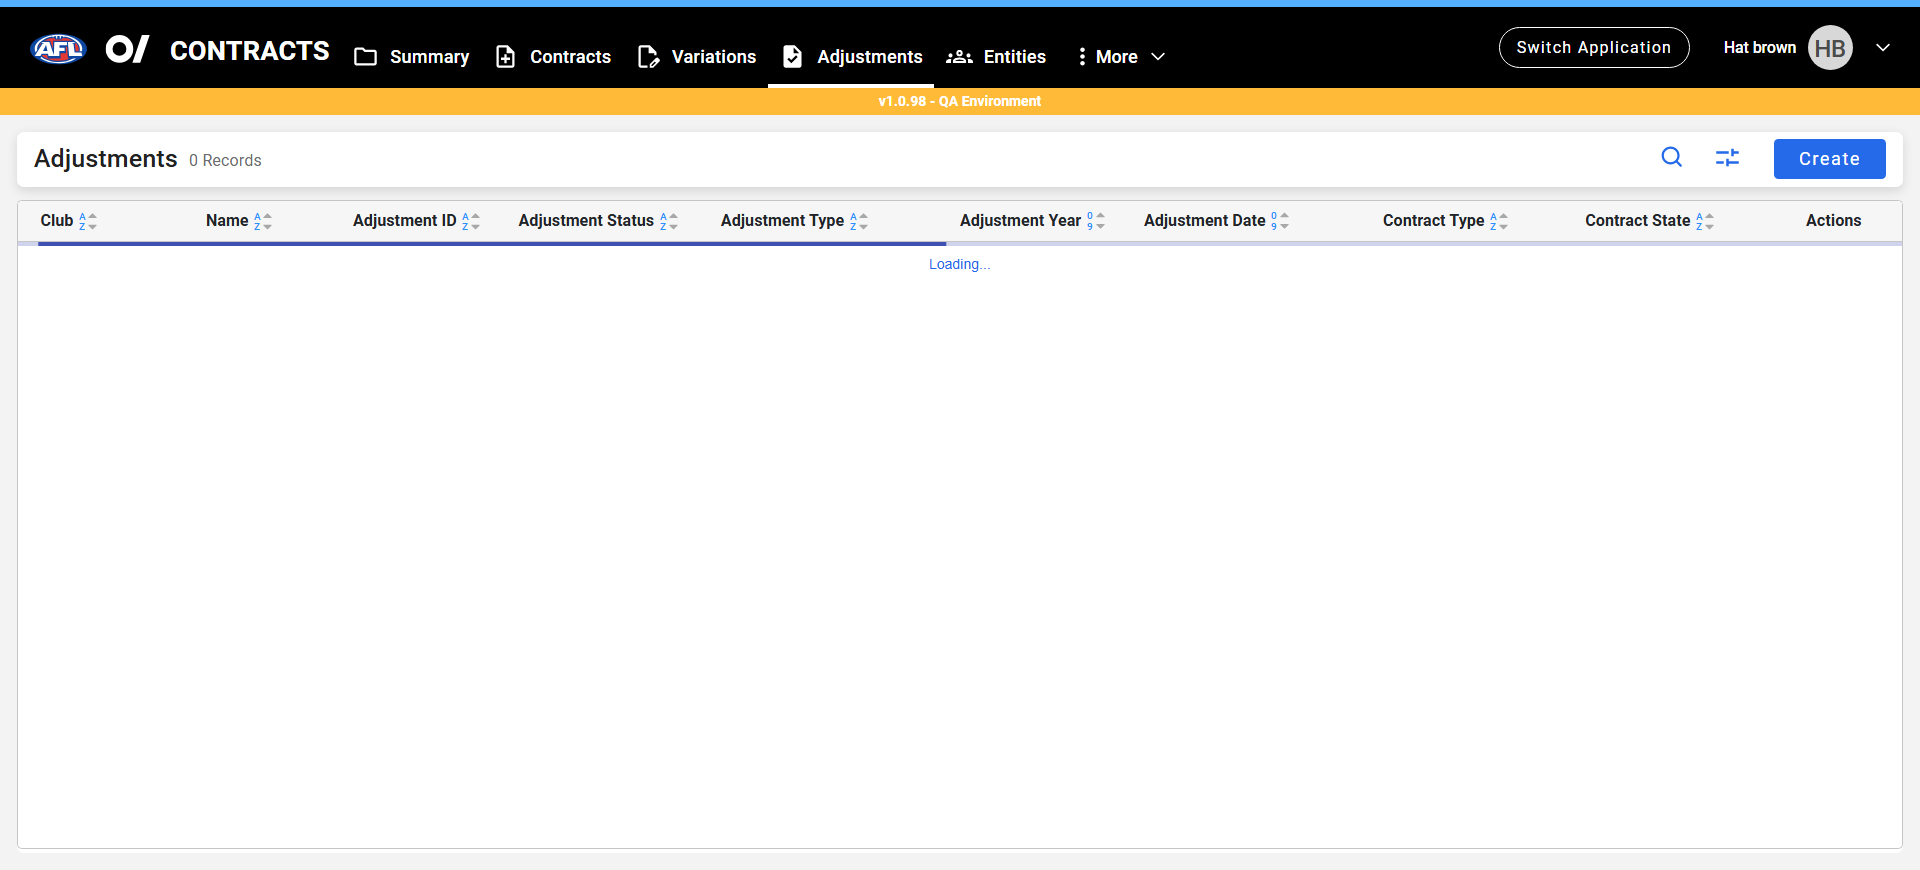 AFL CONTRACTS Summary Contracts Variations Adjustments Entities More Switch Application Hat brown HB
v1.0.98 - QA Environment
Adjustments 0 Records Create
Club Name Adjustment ID Adjustment Status Adjustment Type Adjustment Year Adjustment Date Contract Type Contract State Actions
Loading...